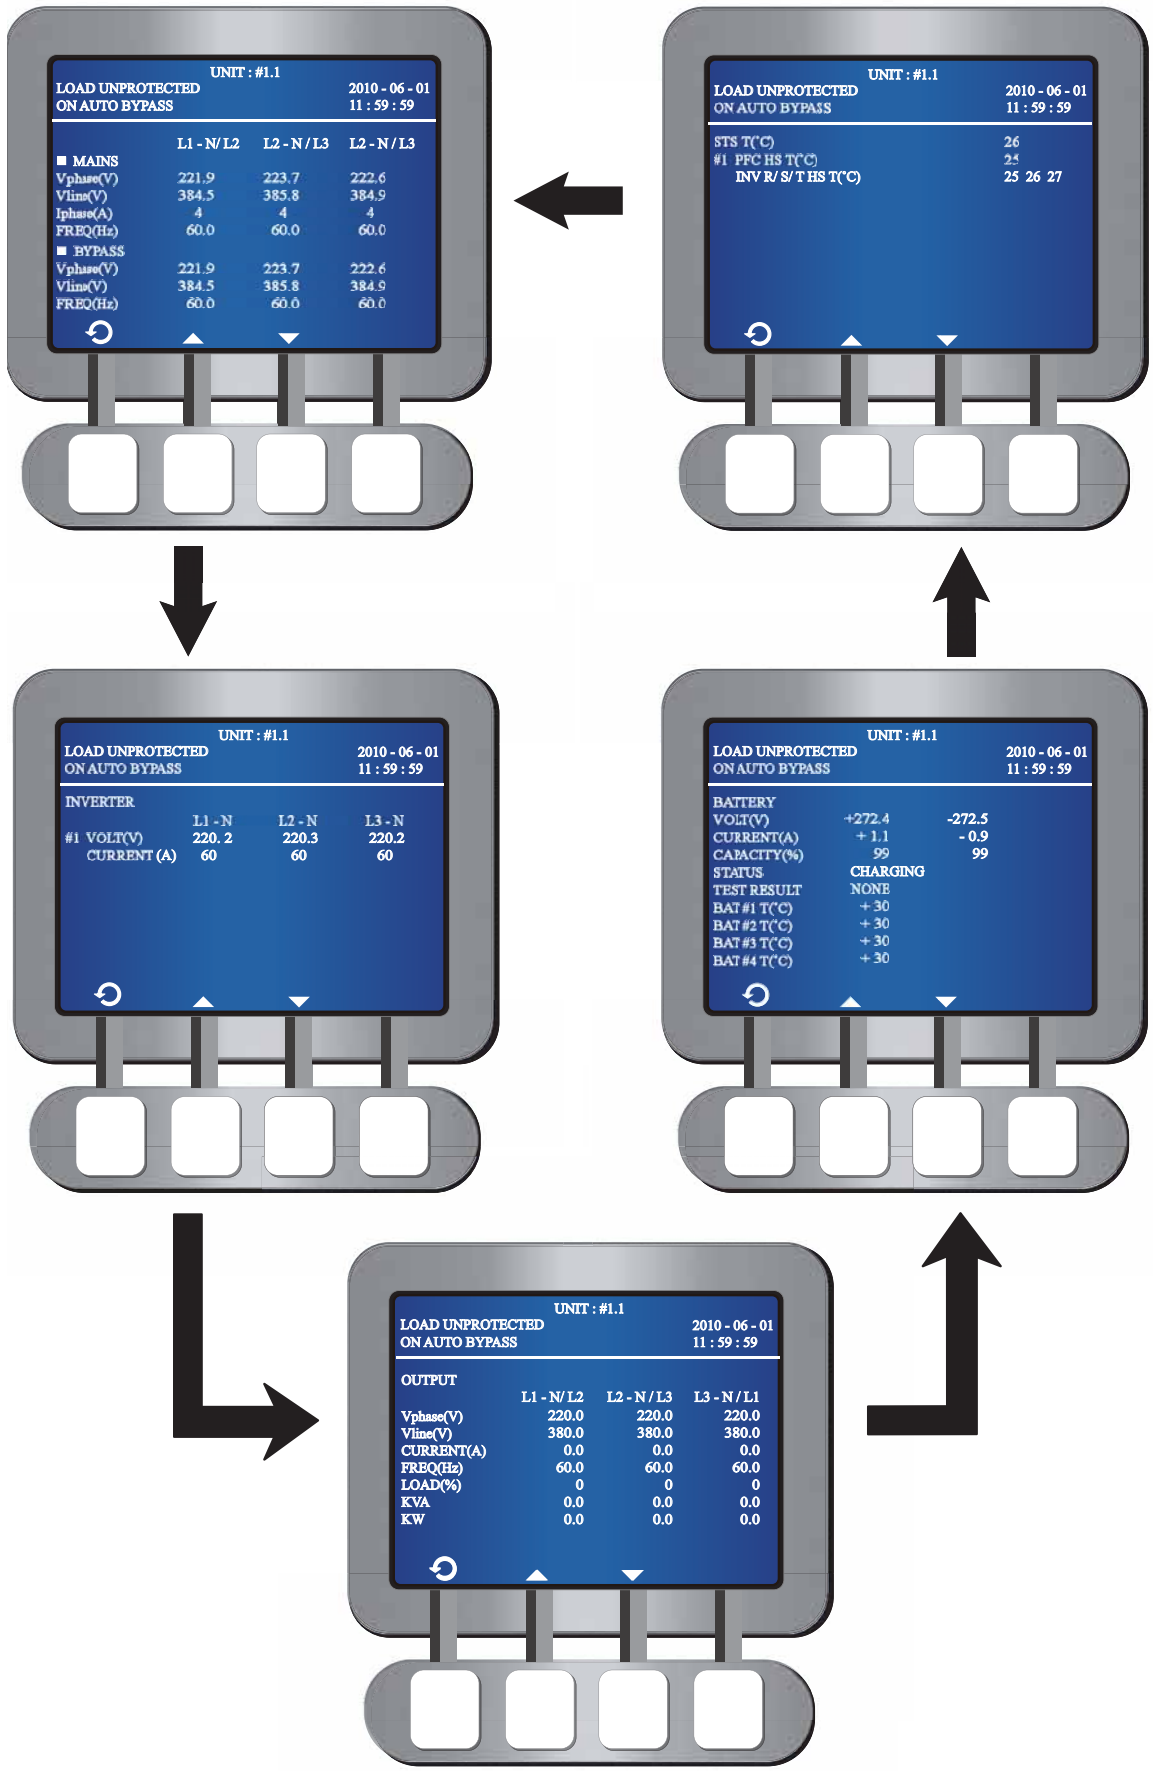 UNIT : #1.1
LOAD UNPROTECTED 2010 - 06 - 01
ON AUTO BYPASS 11 : 59 : 59
L1 - N/ L2 L2 - N / L3 L2 - N / L3
MAINS
Vphase(V) 221.9 223.7 222.6
Vline(V) 384.5 385.8 384.9
Iphase(A) 4 4 4
FREQ(Hz) 60.0 60.0 60.0
BYPASS
Vphase(V) 221.9 223.7 222.6
Vline(V) 384.5 385.8 384.9
FREQ(Hz) 60.0 60.0 60.0
UNIT : #1.1
LOAD UNPROTECTED 2010 - 06 - 01
ON AUTO BYPASS 11 : 59 : 59
STS T(°C) 26
#1 PFC HS T(°C) 25
INV R/ S/ T HS T(°C) 25 26 27
UNIT : #1.1
LOAD UNPROTECTED 2010 - 06 - 01
ON AUTO BYPASS 11 : 59 : 59
INVERTER
L1 - N L2 - N L3 - N
#1 VOLT(V) 220. 2 220.3 220.2
CURRENT (A) 60 60 60
UNIT : #1.1
LOAD UNPROTECTED 2010 - 06 - 01
ON AUTO BYPASS 11 : 59 : 59
BATTERY
VOLT(V) +272.4 -272.5
CURRENT(A) + 1.1 - 0.9
CAPACITY(%) 99 99
STATUS CHARGING
TEST RESULT NONE
BAT #1 T(°C) + 30
BAT #2 T(°C) + 30
BAT #3 T(°C) + 30
BAT #4 T(°C) + 30
UNIT : #1.1
LOAD UNPROTECTED 2010 - 06 - 01
ON AUTO BYPASS 11 : 59 : 59
OUTPUT
L1 - N/ L2 L2 - N / L3 L3 - N / L1
Vphase(V) 220.0 220.0 220.0
Vline(V) 380.0 380.0 380.0
CURRENT(A) 0.0 0.0 0.0
FREQ(Hz) 60.0 60.0 60.0
LOAD(%) 0 0 0
KVA 0.0 0.0 0.0
KW 0.0 0.0 0.0